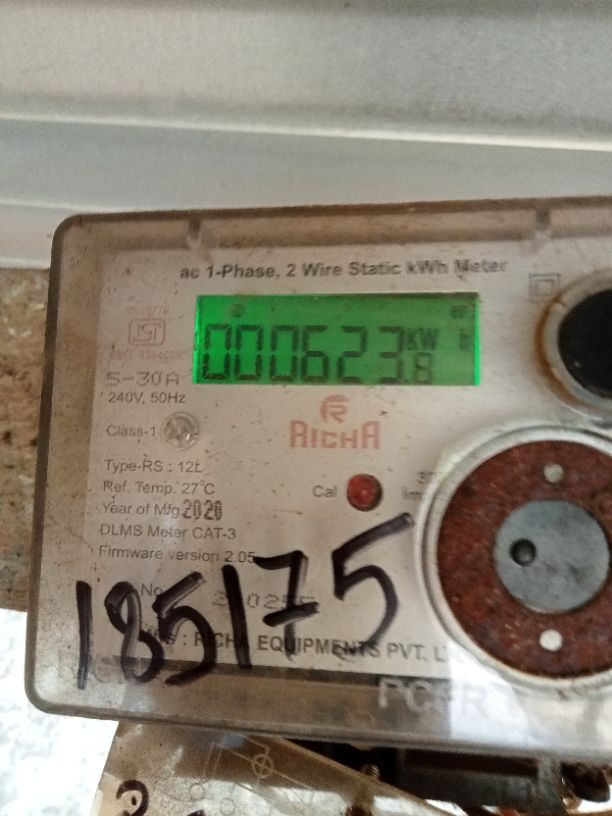 ac 1-Phase, 2 Wire Static kWh Meter
000623.8 KW h
5-30A
240V, 50Hz
RICHA
Class-1
Type-RS : 12L
Ref. Temp. 27°C
Cal
Year of Mfg 2020
DLMS Meter CAT-3
Firmware version 2.05
No
185175
: RICHA EQUIPMENTS PVT. L